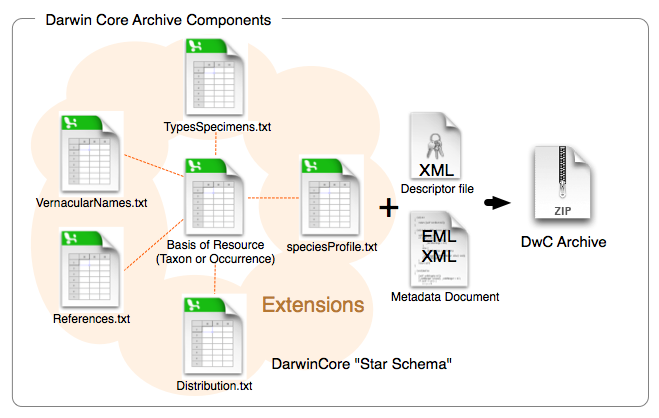 Darwin Core Archive Components
TypesSpecimens.txt
VernacularNames.txt
Basis of Resource
(Taxon or Occurrence)
speciesProfile.txt
References.txt
Extensions
Distribution.txt
DarwinCore "Star Schema"
+
XML
Descriptor file
EML
XML
Metadata Document
ZIP
DwC Archive